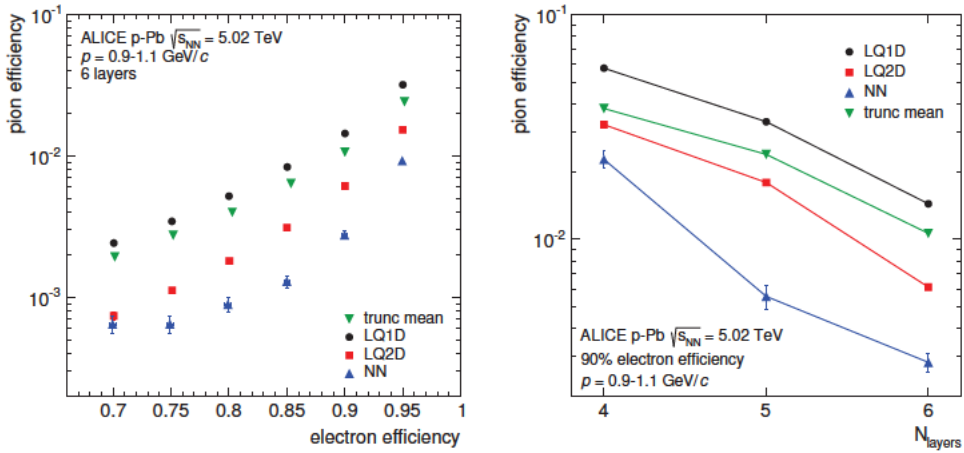 10⁻¹
10⁻²
10⁻³
pion efficiency
ALICE p-Pb √s_NN = 5.02 TeV
p = 0.9-1.1 GeV/c
6 layers
trunc mean
LQ1D
LQ2D
NN
0.7 0.75 0.8 0.85 0.9 0.95 1
electron efficiency
10⁻¹
10⁻²
pion efficiency
LQ1D
LQ2D
NN
trunc mean
ALICE p-Pb √s_NN = 5.02 TeV
90% electron efficiency
p = 0.9-1.1 GeV/c
4 5 6
N_layers